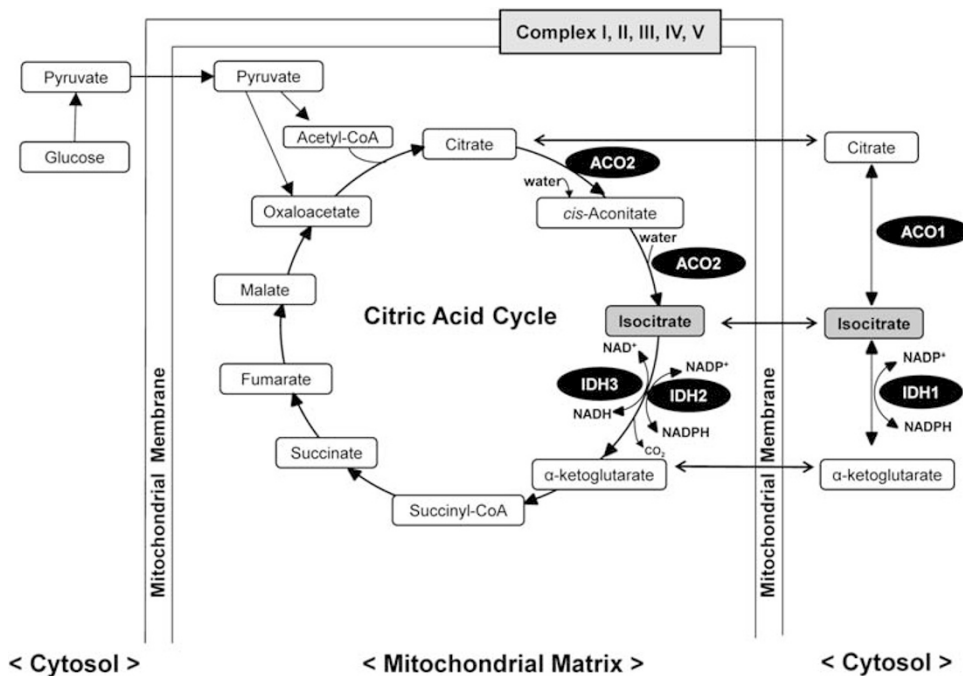 Complex I, II, III, IV, V
Pyruvate
Pyruvate
Acetyl-CoA
Citrate
Citrate
Glucose
ACO2
water
Oxaloacetate
cis-Aconitate
water
ACO1
ACO2
Malate
Citric Acid Cycle
Isocitrate
Isocitrate
NAD⁺
NADP⁺
NADP⁺
Fumarate
IDH3
IDH2
IDH1
NADH
NADPH
NADPH
CO₂
Succinate
α-ketoglutarate
α-ketoglutarate
Succinyl-CoA
Mitochondrial Membrane
Mitochondrial Membrane
< Cytosol >
< Mitochondrial Matrix >
< Cytosol >